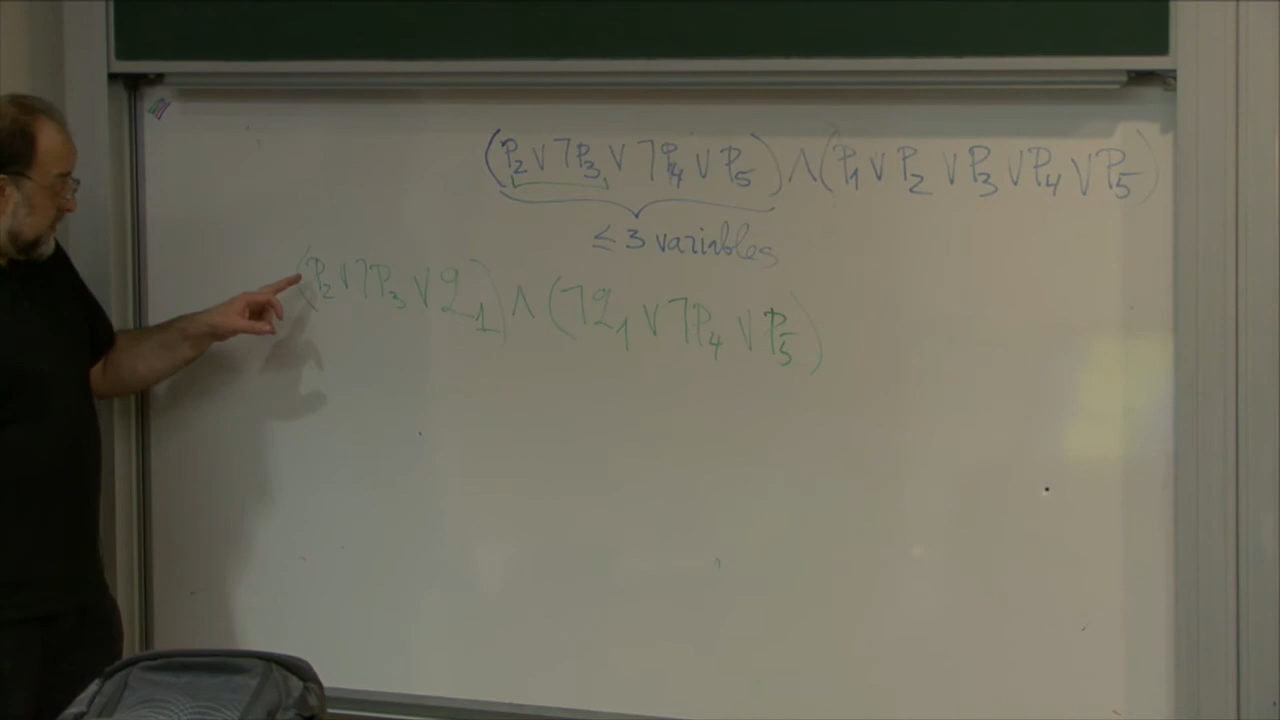 (P₂ ∨ ¬P₃ ∨ ¬P₄ ∨ P₅) ∧ (P₁ ∨ P₂ ∨ P₃ ∨ P₄ ∨ P₅)
≤ 3 variables
(P₂ ∨ ¬P₃ ∨ q₁) ∧ (¬q₁ ∨ ¬P₄ ∨ P₅)